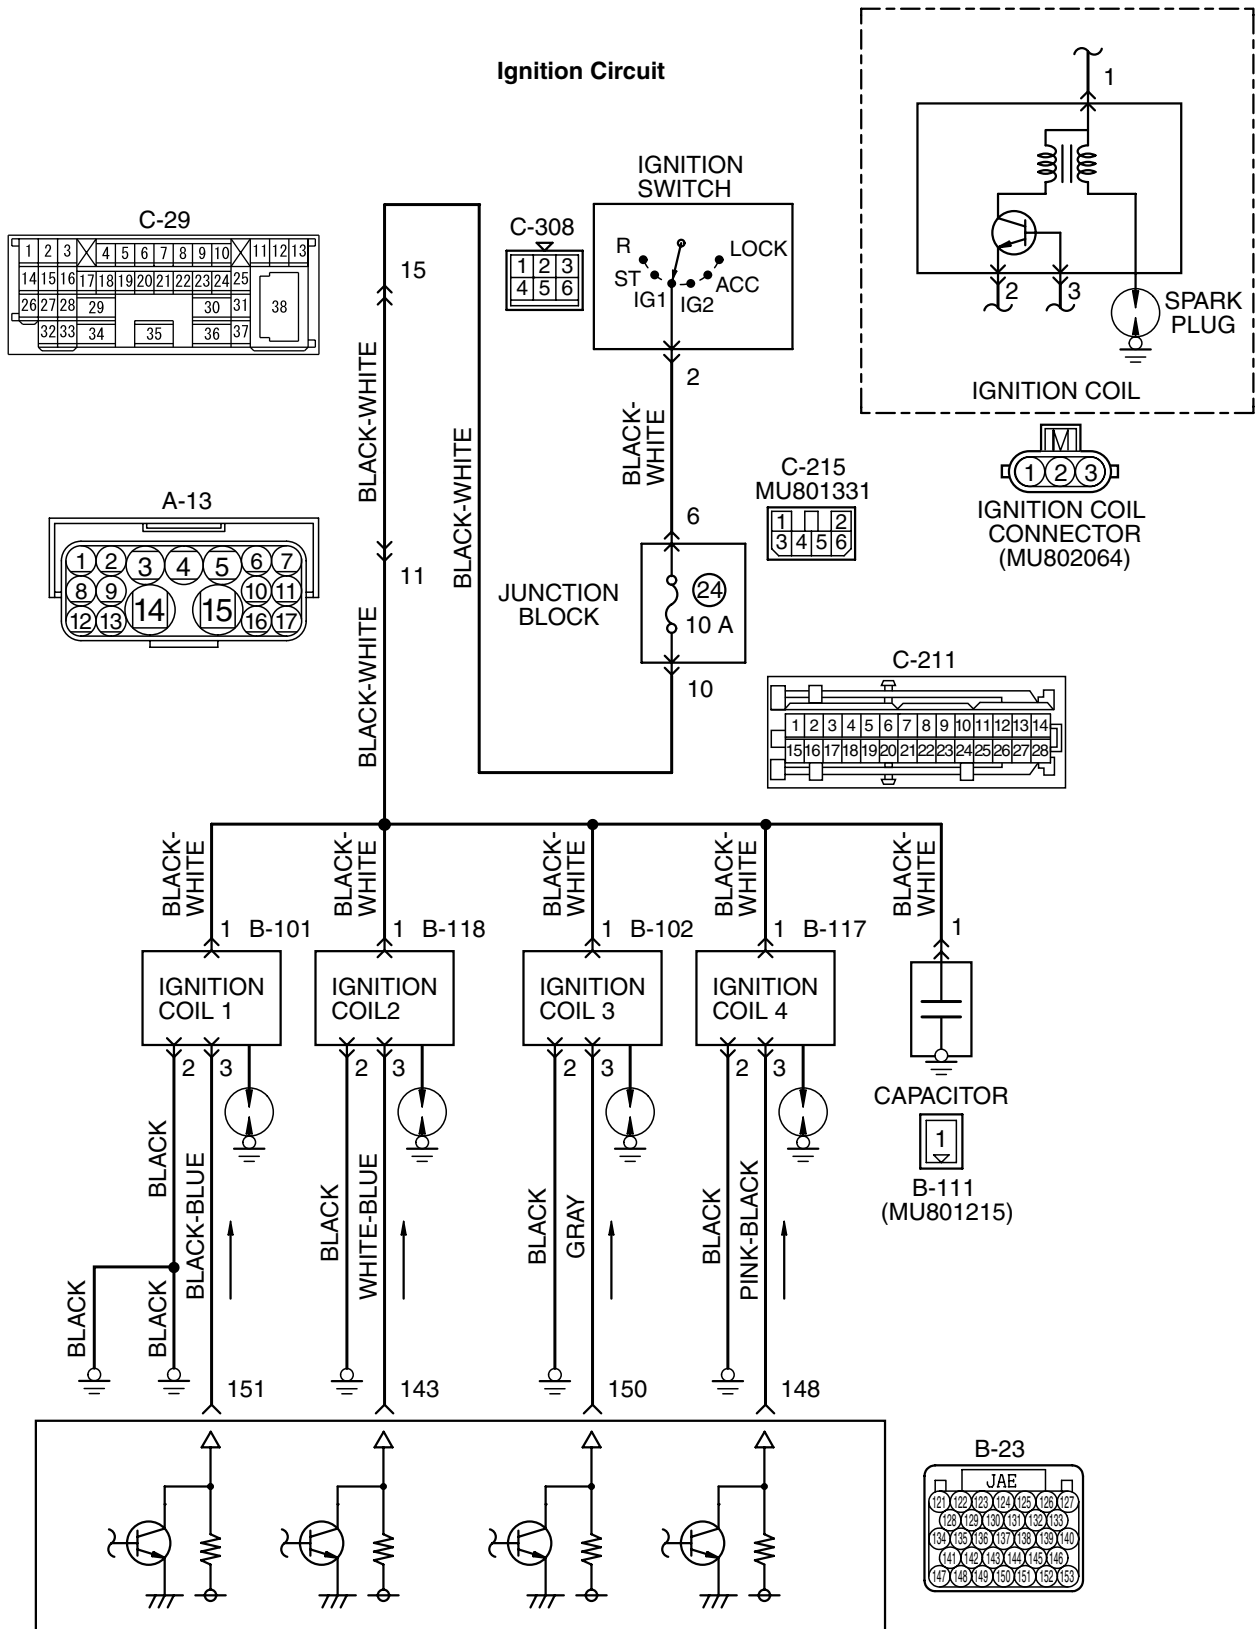 Ignition Circuit
1
2
3
SPARK
PLUG
IGNITION COIL
1 2 3
IGNITION COIL
CONNECTOR
(MU802064)
IGNITION
SWITCH
R
ST
IG1
IG2
ACC
LOCK
2
C-308
1 2 3
4 5 6
C-29
1 2 3 4 5 6 7 8 9 10 11 12 13
14 15 16 17 18 19 20 21 22 23 24 25
26 27 28 29 30 31 38
32 33 34 35 36 37
15
BLACK-WHITE
BLACK-WHITE
BLACK-
WHITE
C-215
MU801331
1 2
3 4 5 6
6
JUNCTION
BLOCK
24
10 A
10
A-13
1 2 3 4 5 6 7
8 9 10 11
14 15
12 13 16 17
11
BLACK-WHITE
C-211
1 2 3 4 5 6 7 8 9 10 11 12 13 14
15 16 17 18 19 20 21 22 23 24 25 26 27 28
BLACK-
WHITE
BLACK-
WHITE
BLACK-
WHITE
BLACK-
WHITE
BLACK-
WHITE
1 B-101
1 B-118
1 B-102
1 B-117
1
IGNITION
COIL 1
IGNITION
COIL2
IGNITION
COIL 3
IGNITION
COIL 4
2 3
2 3
2 3
2 3
CAPACITOR
1
B-111
(MU801215)
BLACK
BLACK-BLUE
BLACK
WHITE-BLUE
BLACK
GRAY
BLACK
PINK-BLACK
BLACK
BLACK
151
143
150
148
B-23
JAE
121 122 123 124 125 126 127
128 129 130 131 132 133
134 135 136 137 138 139 140
141 142 143 144 145 146
147 148 149 150 151 152 153